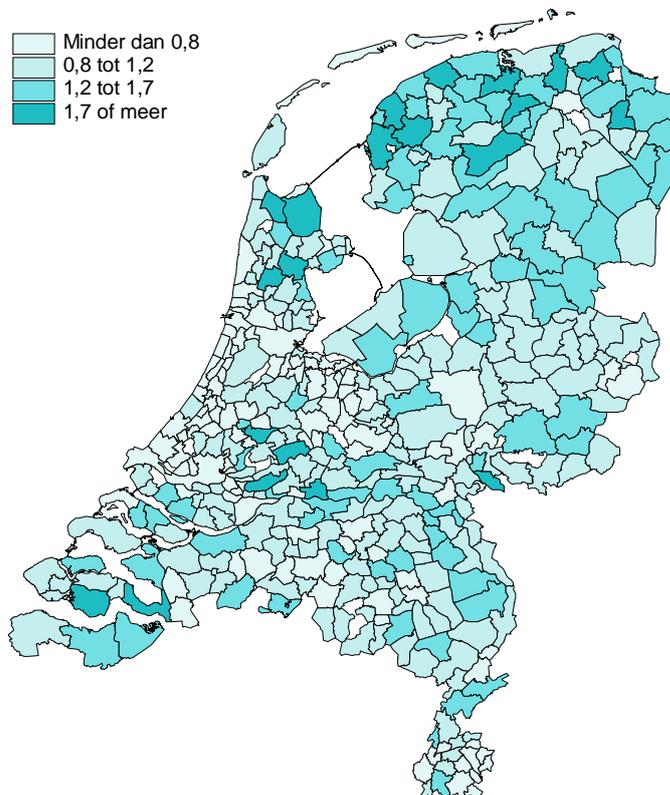 Minder dan 0,8
0,8 tot 1,2
1,2 tot 1,7
1,7 of meer